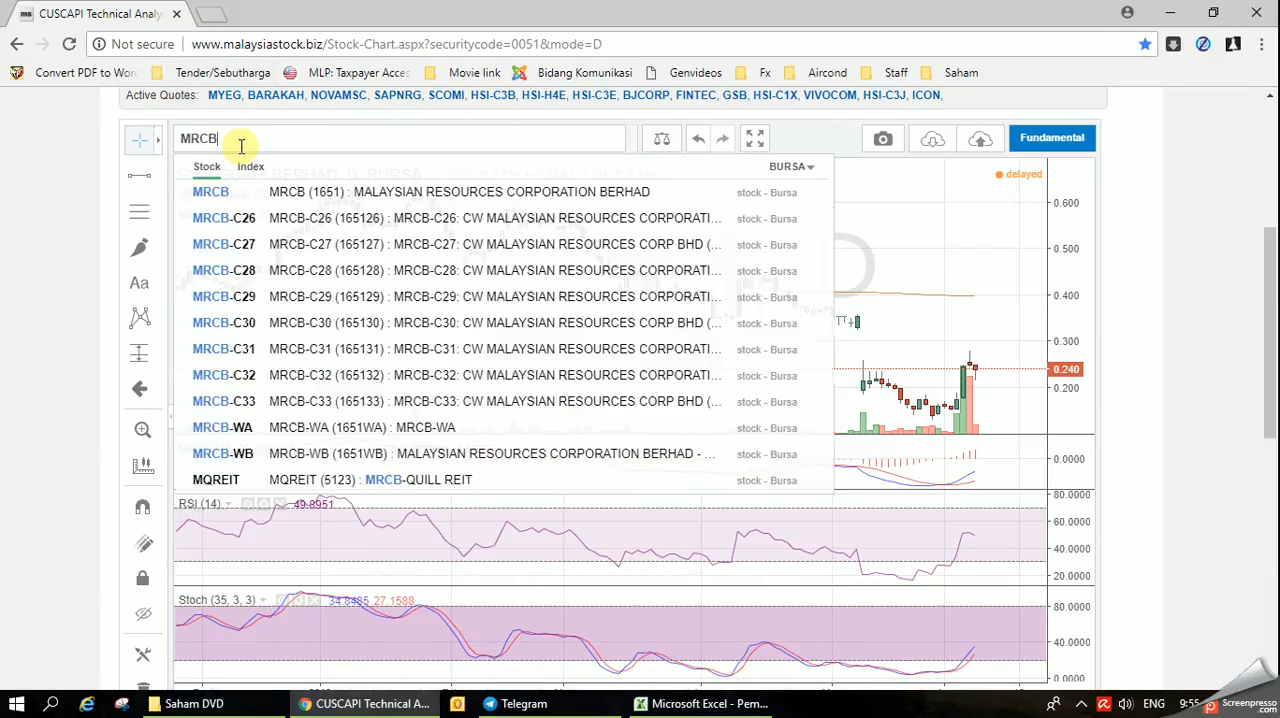 CUSCAPI Technical Analy
Not secure www.malaysiastock.biz/Stock-Chart.aspx?securitycode=0051&mode=D
Convert PDF to Wor Tender/Sebutharga MLP: Taxpayer Acces Movie link Bidang Komunikasi Genvideos Fx Aircond Staff Saham
Active Quotes: MYEG, BARAKAH, NOVAMSC, SAPNRG, SCOMI, HSI-C3B, HSI-H4E, HSI-C3E, BJCORP, FINTEC, GSB, HSI-C1X, VIVOCOM, HSI-C3J, ICON,
MRCB Fundamental
Stock Index BURSA
delayed
MRCB MRCB (1651) : MALAYSIAN RESOURCES CORPORATION BERHAD stock - Bursa
0.600
MRCB-C26 MRCB-C26 (165126) : MRCB-C26: CW MALAYSIAN RESOURCES CORPORATI... stock - Bursa
MRCB-C27 MRCB-C27 (165127) : MRCB-C27: CW MALAYSIAN RESOURCES CORP BHD (... stock - Bursa
0.500
MRCB-C28 MRCB-C28 (165128) : MRCB-C28: CW MALAYSIAN RESOURCES CORPORATI... stock - Bursa
MRCB-C29 MRCB-C29 (165129) : MRCB-C29: CW MALAYSIAN RESOURCES CORPORATI... stock - Bursa
0.400
MRCB-C30 MRCB-C30 (165130) : MRCB-C30: CW MALAYSIAN RESOURCES CORP BHD (... stock - Bursa
0.300
MRCB-C31 MRCB-C31 (165131) : MRCB-C31: CW MALAYSIAN RESOURCES CORPORATI... stock - Bursa
0.240
MRCB-C32 MRCB-C32 (165132) : MRCB-C32: CW MALAYSIAN RESOURCES CORPORATI... stock - Bursa
0.200
MRCB-C33 MRCB-C33 (165133) : MRCB-C33: CW MALAYSIAN RESOURCES CORP BHD (... stock - Bursa
MRCB-WA MRCB-WA (1651WA) : MRCB-WA stock - Bursa
MRCB-WB MRCB-WB (1651WB) : MALAYSIAN RESOURCES CORPORATION BERHAD - ... stock - Bursa
0.0000
MQREIT MQREIT (5123) : MRCB-QUILL REIT stock - Bursa
RSI (14) 49.8951
80.0000
60.0000
40.0000
20.0000
Stoch (35, 3, 3) 34.8485 27.1588
80.0000
40.0000
0.0000
Saham DVD CUSCAPI Technical A... Telegram Microsoft Excel - Pem... ENG 9:55
Screenpresso
.com